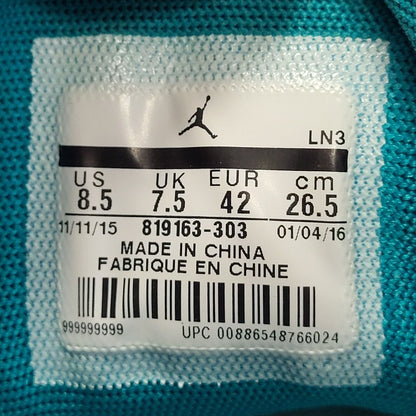 LN3
US UK EUR cm
8.5 7.5 42 26.5
11/11/15 819163-303 01/04/16
MADE IN CHINA
FABRIQUE EN CHINE
999999999 UPC 00886548766024